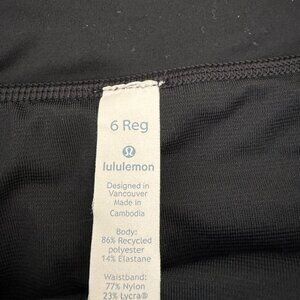 6 Reg
lululemon
Designed in
Vancouver
Made in
Cambodia
Body:
86% Recycled
polyester
14% Elastane
Waistband:
77% Nylon
23% Lycra®